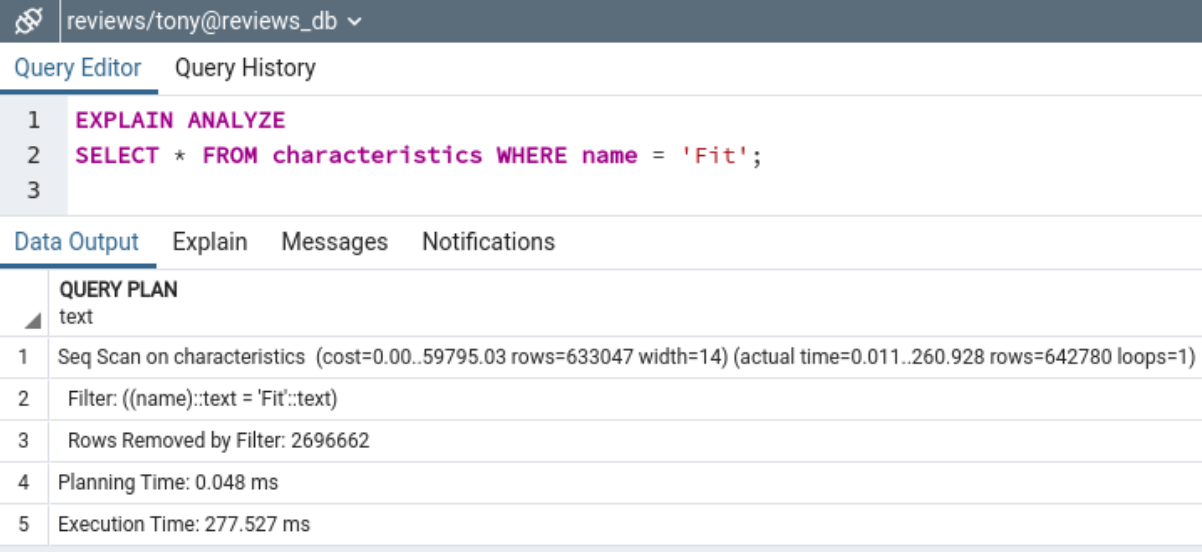 reviews/tony@reviews_db
Query Editor Query History
1 EXPLAIN ANALYZE
2 SELECT * FROM characteristics WHERE name = 'Fit';
3
Data Output Explain Messages Notifications
QUERY PLAN
text
1 Seq Scan on characteristics (cost=0.00..59795.03 rows=633047 width=14) (actual time=0.011..260.928 rows=642780 loops=1)
2 Filter: ((name)::text = 'Fit'::text)
3 Rows Removed by Filter: 2696662
4 Planning Time: 0.048 ms
5 Execution Time: 277.527 ms